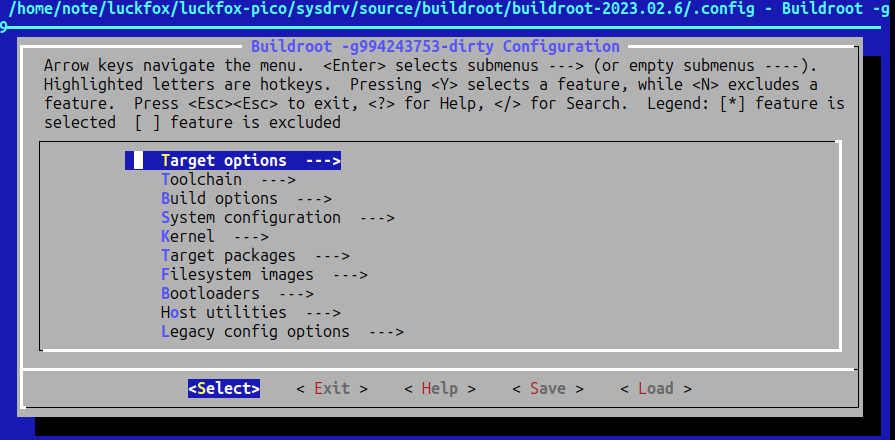 /home/note/luckfox/luckfox-pico/sysdrv/source/buildroot/buildroot-2023.02.6/.config - Buildroot -g
9
Buildroot -g994243753-dirty Configuration
Arrow keys navigate the menu.  <Enter> selects submenus ---> (or empty submenus ----).
Highlighted letters are hotkeys.  Pressing <Y> selects a feature, while <N> excludes a
feature.  Press <Esc><Esc> to exit, <?> for Help, </> for Search.  Legend: [*] feature is
selected  [ ] feature is excluded
Target options  --->
Toolchain  --->
Build options  --->
System configuration  --->
Kernel  --->
Target packages  --->
Filesystem images  --->
Bootloaders  --->
Host utilities  --->
Legacy config options  --->
<Select>    < Exit >    < Help >    < Save >    < Load >